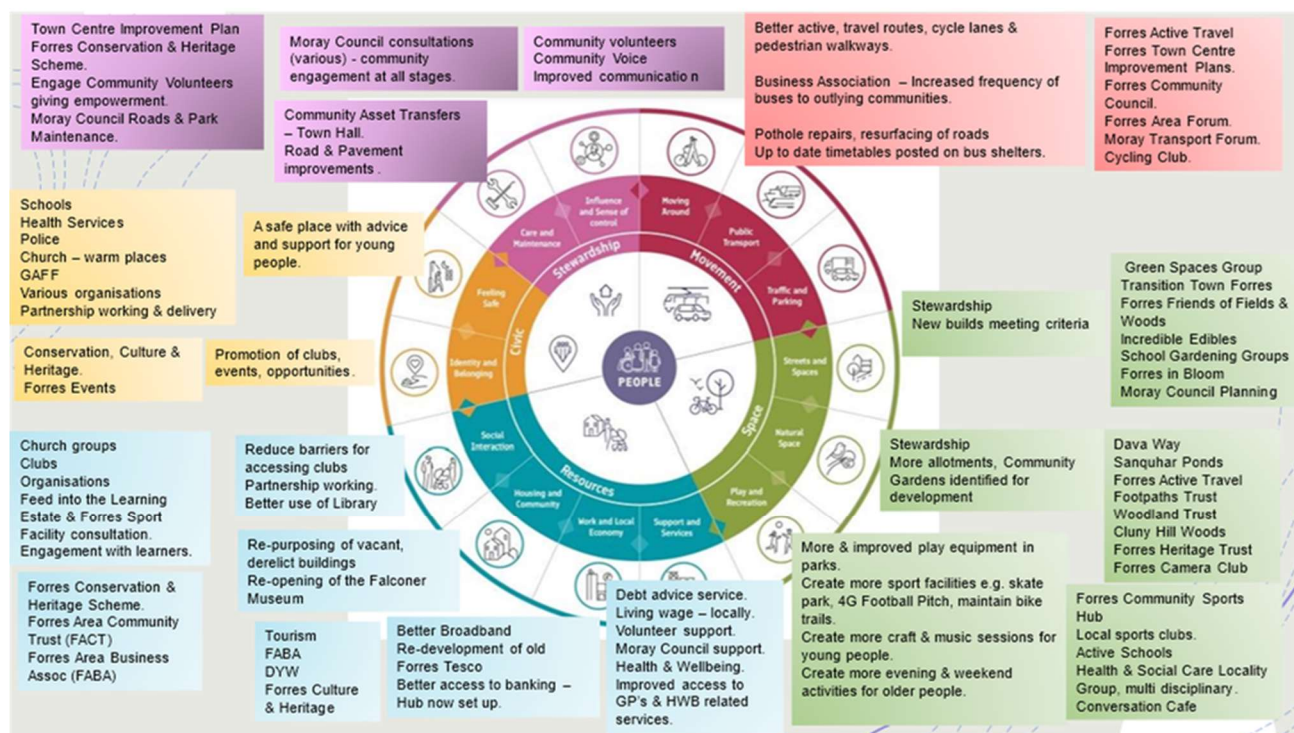 Town Centre Improvement Plan
Forres Conservation & Heritage
Scheme.
Engage Community Volunteers
giving empowerment.
Moray Council Roads & Park
Maintenance.
Moray Council consultations
(various) - community
engagement at all stages.
Community volunteers
Community Voice
Improved communication
Community Asset Transfers
– Town Hall.
Road & Pavement
improvements.
Better active, travel routes, cycle lanes &
pedestrian walkways.
Business Association – Increased frequency of
buses to outlying communities.
Pothole repairs, resurfacing of roads
Up to date timetables posted on bus shelters.
Forres Active Travel
Forres Town Centre
Improvement Plans.
Forres Community
Council.
Forres Area Forum.
Moray Transport Forum.
Cycling Club.
Schools
Health Services
Police
Church – warm places
GAFF
Various organisations
Partnership working & delivery
A safe place with advice
and support for young
people.
Conservation, Culture &
Heritage.
Forres Events
Promotion of clubs,
events, opportunities.
Influence
and Sense of
control
Moving
Around
Public
Transport
Traffic and
Parking
Streets and
Spaces
Natural
Space
Play and
Recreation
Support and
Services
Work and Local
Economy
Housing and
Community
Social
Interaction
Identity and
Belonging
Feeling
Safe
Care and
Maintenance
Stewardship
Movement
Space
Resources
Civic
PEOPLE
Stewardship
New builds meeting criteria
Green Spaces Group
Transition Town Forres
Forres Friends of Fields &
Woods
Incredible Edibles
School Gardening Groups
Forres in Bloom
Moray Council Planning
Church groups
Clubs
Organisations
Feed into the Learning
Estate & Forres Sport
Facility consultation.
Engagement with learners.
Reduce barriers for
accessing clubs
Partnership working.
Better use of Library
Stewardship
More allotments, Community
Gardens identified for
development
Dava Way
Sanquhar Ponds
Forres Active Travel
Footpaths Trust
Woodland Trust
Cluny Hill Woods
Forres Heritage Trust
Forres Camera Club
Re-purposing of vacant,
derelict buildings
Re-opening of the Falconer
Museum
Forres Conservation &
Heritage Scheme.
Forres Area Community
Trust (FACT)
Forres Area Business
Assoc (FABA)
Tourism
FABA
DYW
Forres Culture
& Heritage
Better Broadband
Re-development of old
Forres Tesco
Better access to banking –
Hub now set up.
Debt advice service.
Living wage – locally.
Volunteer support.
Moray Council support.
Health & Wellbeing.
Improved access to
GP's & HWB related
services.
More & improved play equipment in
parks.
Create more sport facilities e.g. skate
park, 4G Football Pitch, maintain bike
trails.
Create more craft & music sessions for
young people.
Create more evening & weekend
activities for older people.
Forres Community Sports
Hub
Local sports clubs.
Active Schools
Health & Social Care Locality
Group, multi disciplinary.
Conversation Cafe